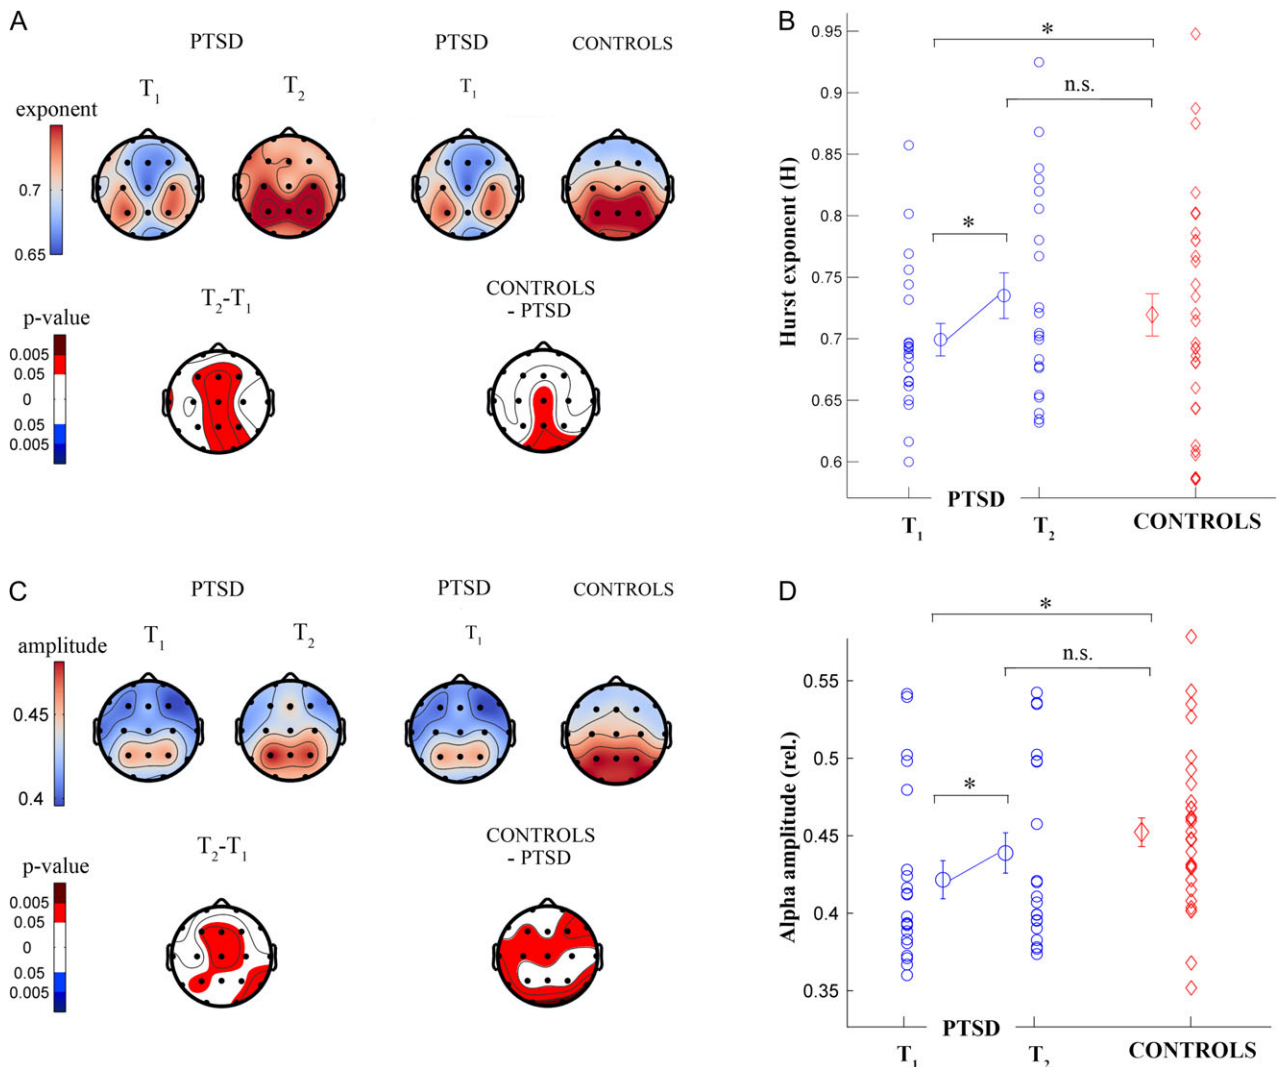 A
PTSD
PTSD
CONTROLS
T1
T2
T1
exponent
0.7
0.65
T2-T1
CONTROLS
- PTSD
p-value
0.005
0.05
0
0.05
0.005
B
Hurst exponent (H)
0.95
0.9
0.85
0.8
0.75
0.7
0.65
0.6
*
n.s.
*
T1
PTSD
T2
CONTROLS
C
PTSD
PTSD
CONTROLS
T1
T2
T1
amplitude
0.45
0.4
T2-T1
CONTROLS
- PTSD
p-value
0.005
0.05
0
0.05
0.005
D
Alpha amplitude (rel.)
0.55
0.5
0.45
0.4
0.35
*
n.s.
*
T1
PTSD
T2
CONTROLS